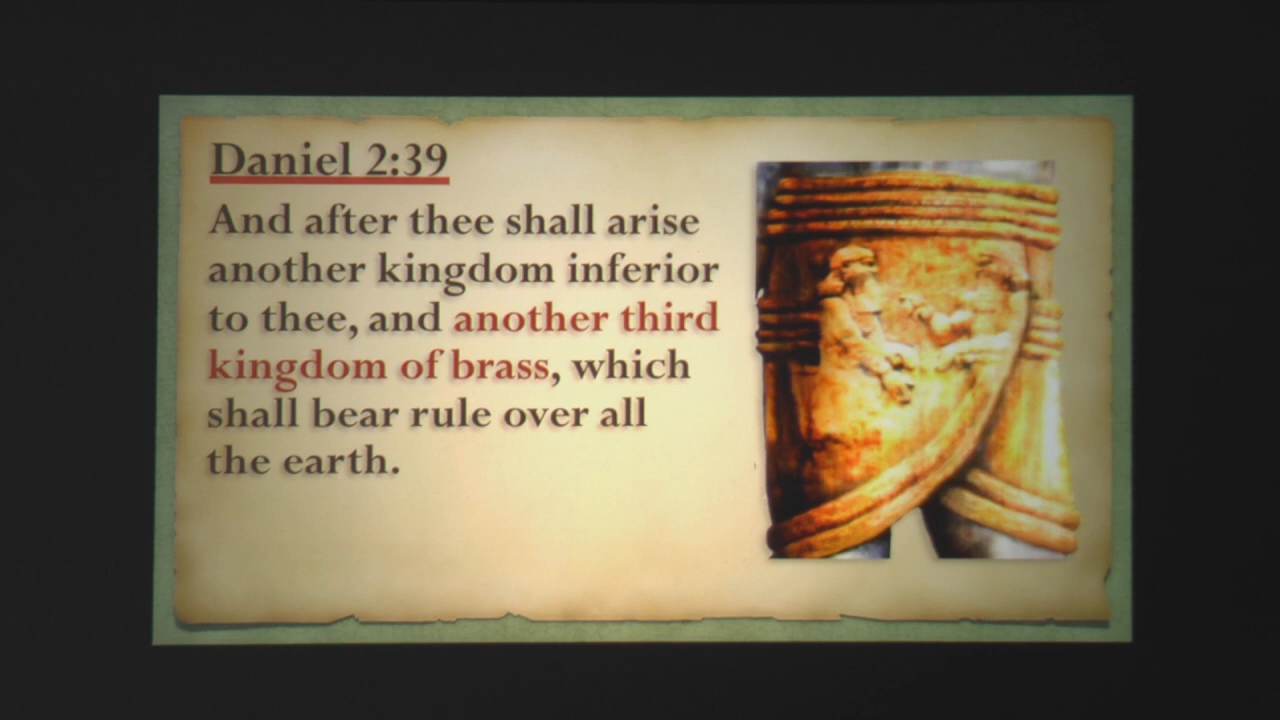 Daniel 2:39
And after thee shall arise
another kingdom inferior
to thee, and another third
kingdom of brass, which
shall bear rule over all
the earth.